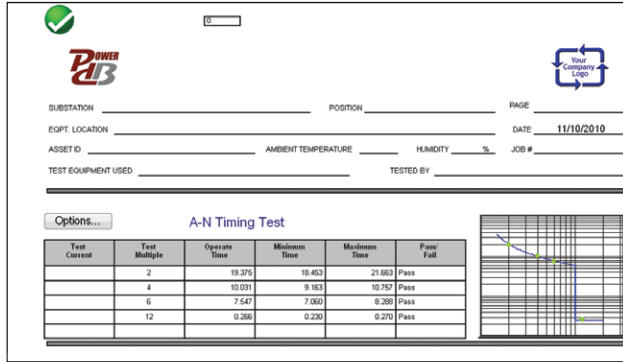 0
POWER
DB
Your
Company
Logo
SUBSTATION POSITION PAGE
EQPT. LOCATION DATE 11/10/2010
ASSET ID AMBIENT TEMPERATURE HUMIDITY % JOB #
TEST EQUIPMENT USED TESTED BY
Options... A-N Timing Test
Test Current Test Multiple Operate Time Minimum Time Maximum Time Pass/ Fail
2 19.375 18.453 21.663 Pass
4 10.031 9.163 10.757 Pass
6 7.547 7.060 8.288 Pass
12 0.266 0.230 0.270 Pass